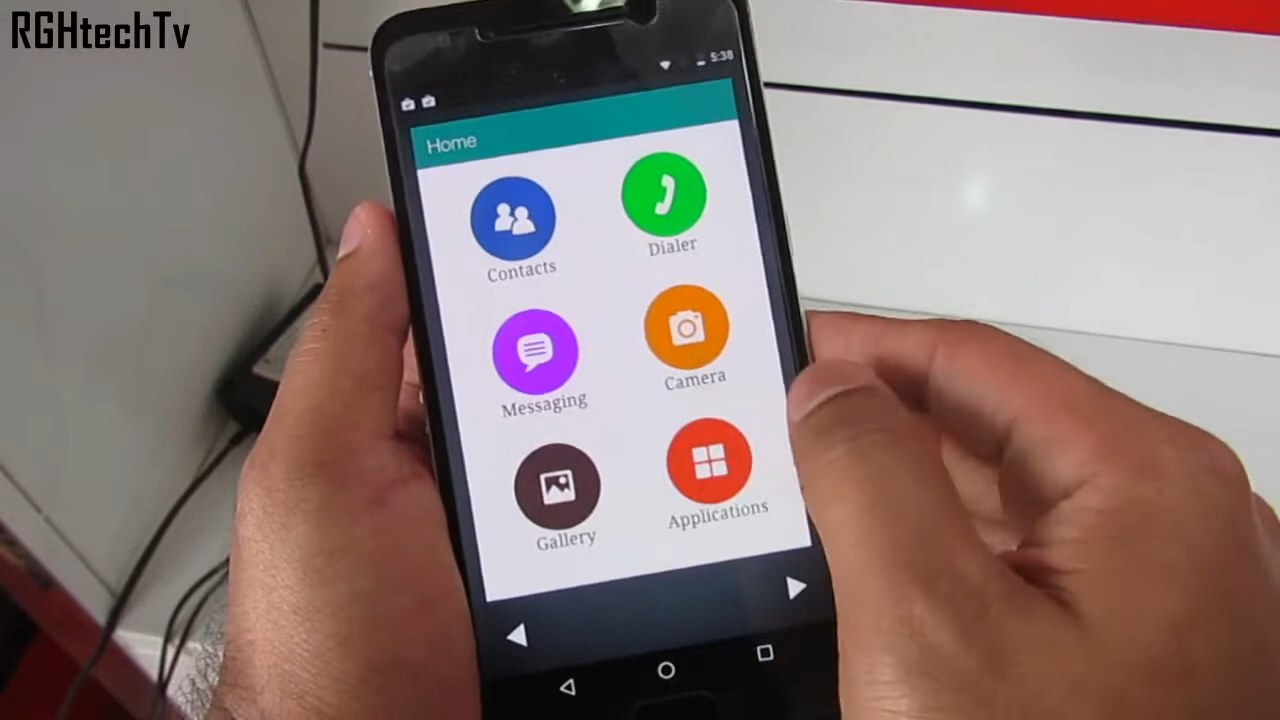 RGHtechTv
5:38
Home
Contacts
Dialer
Messaging
Camera
Gallery
Applications